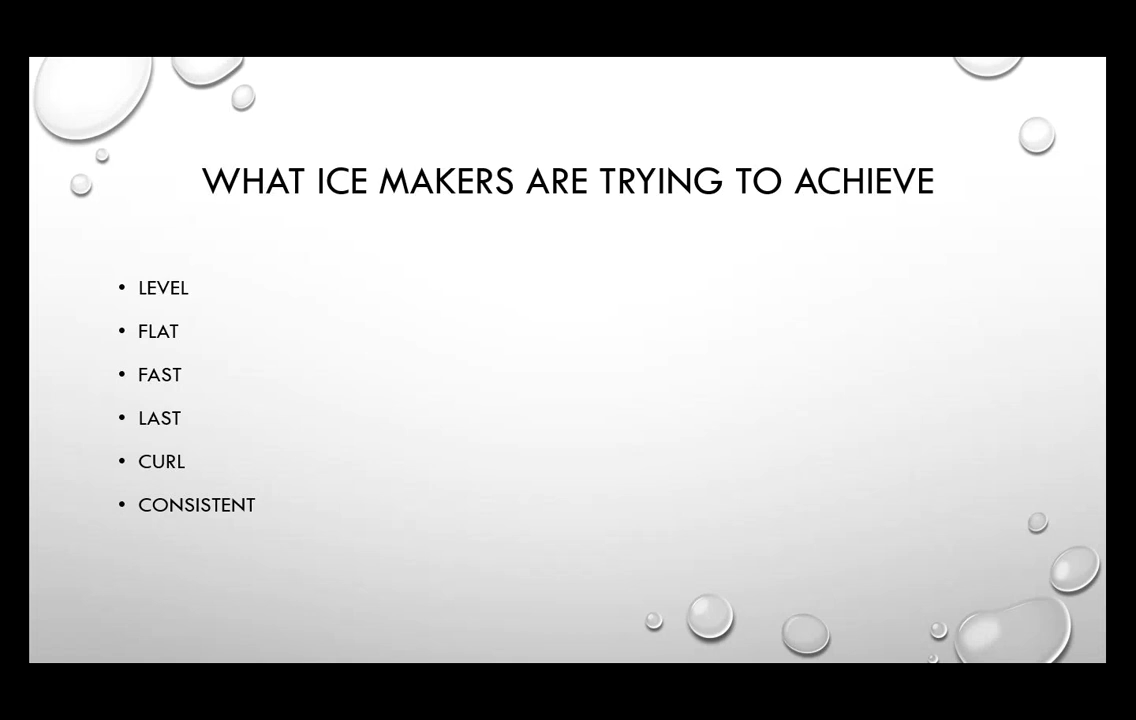 WHAT ICE MAKERS ARE TRYING TO ACHIEVE
• LEVEL
• FLAT
• FAST
• LAST
• CURL
• CONSISTENT